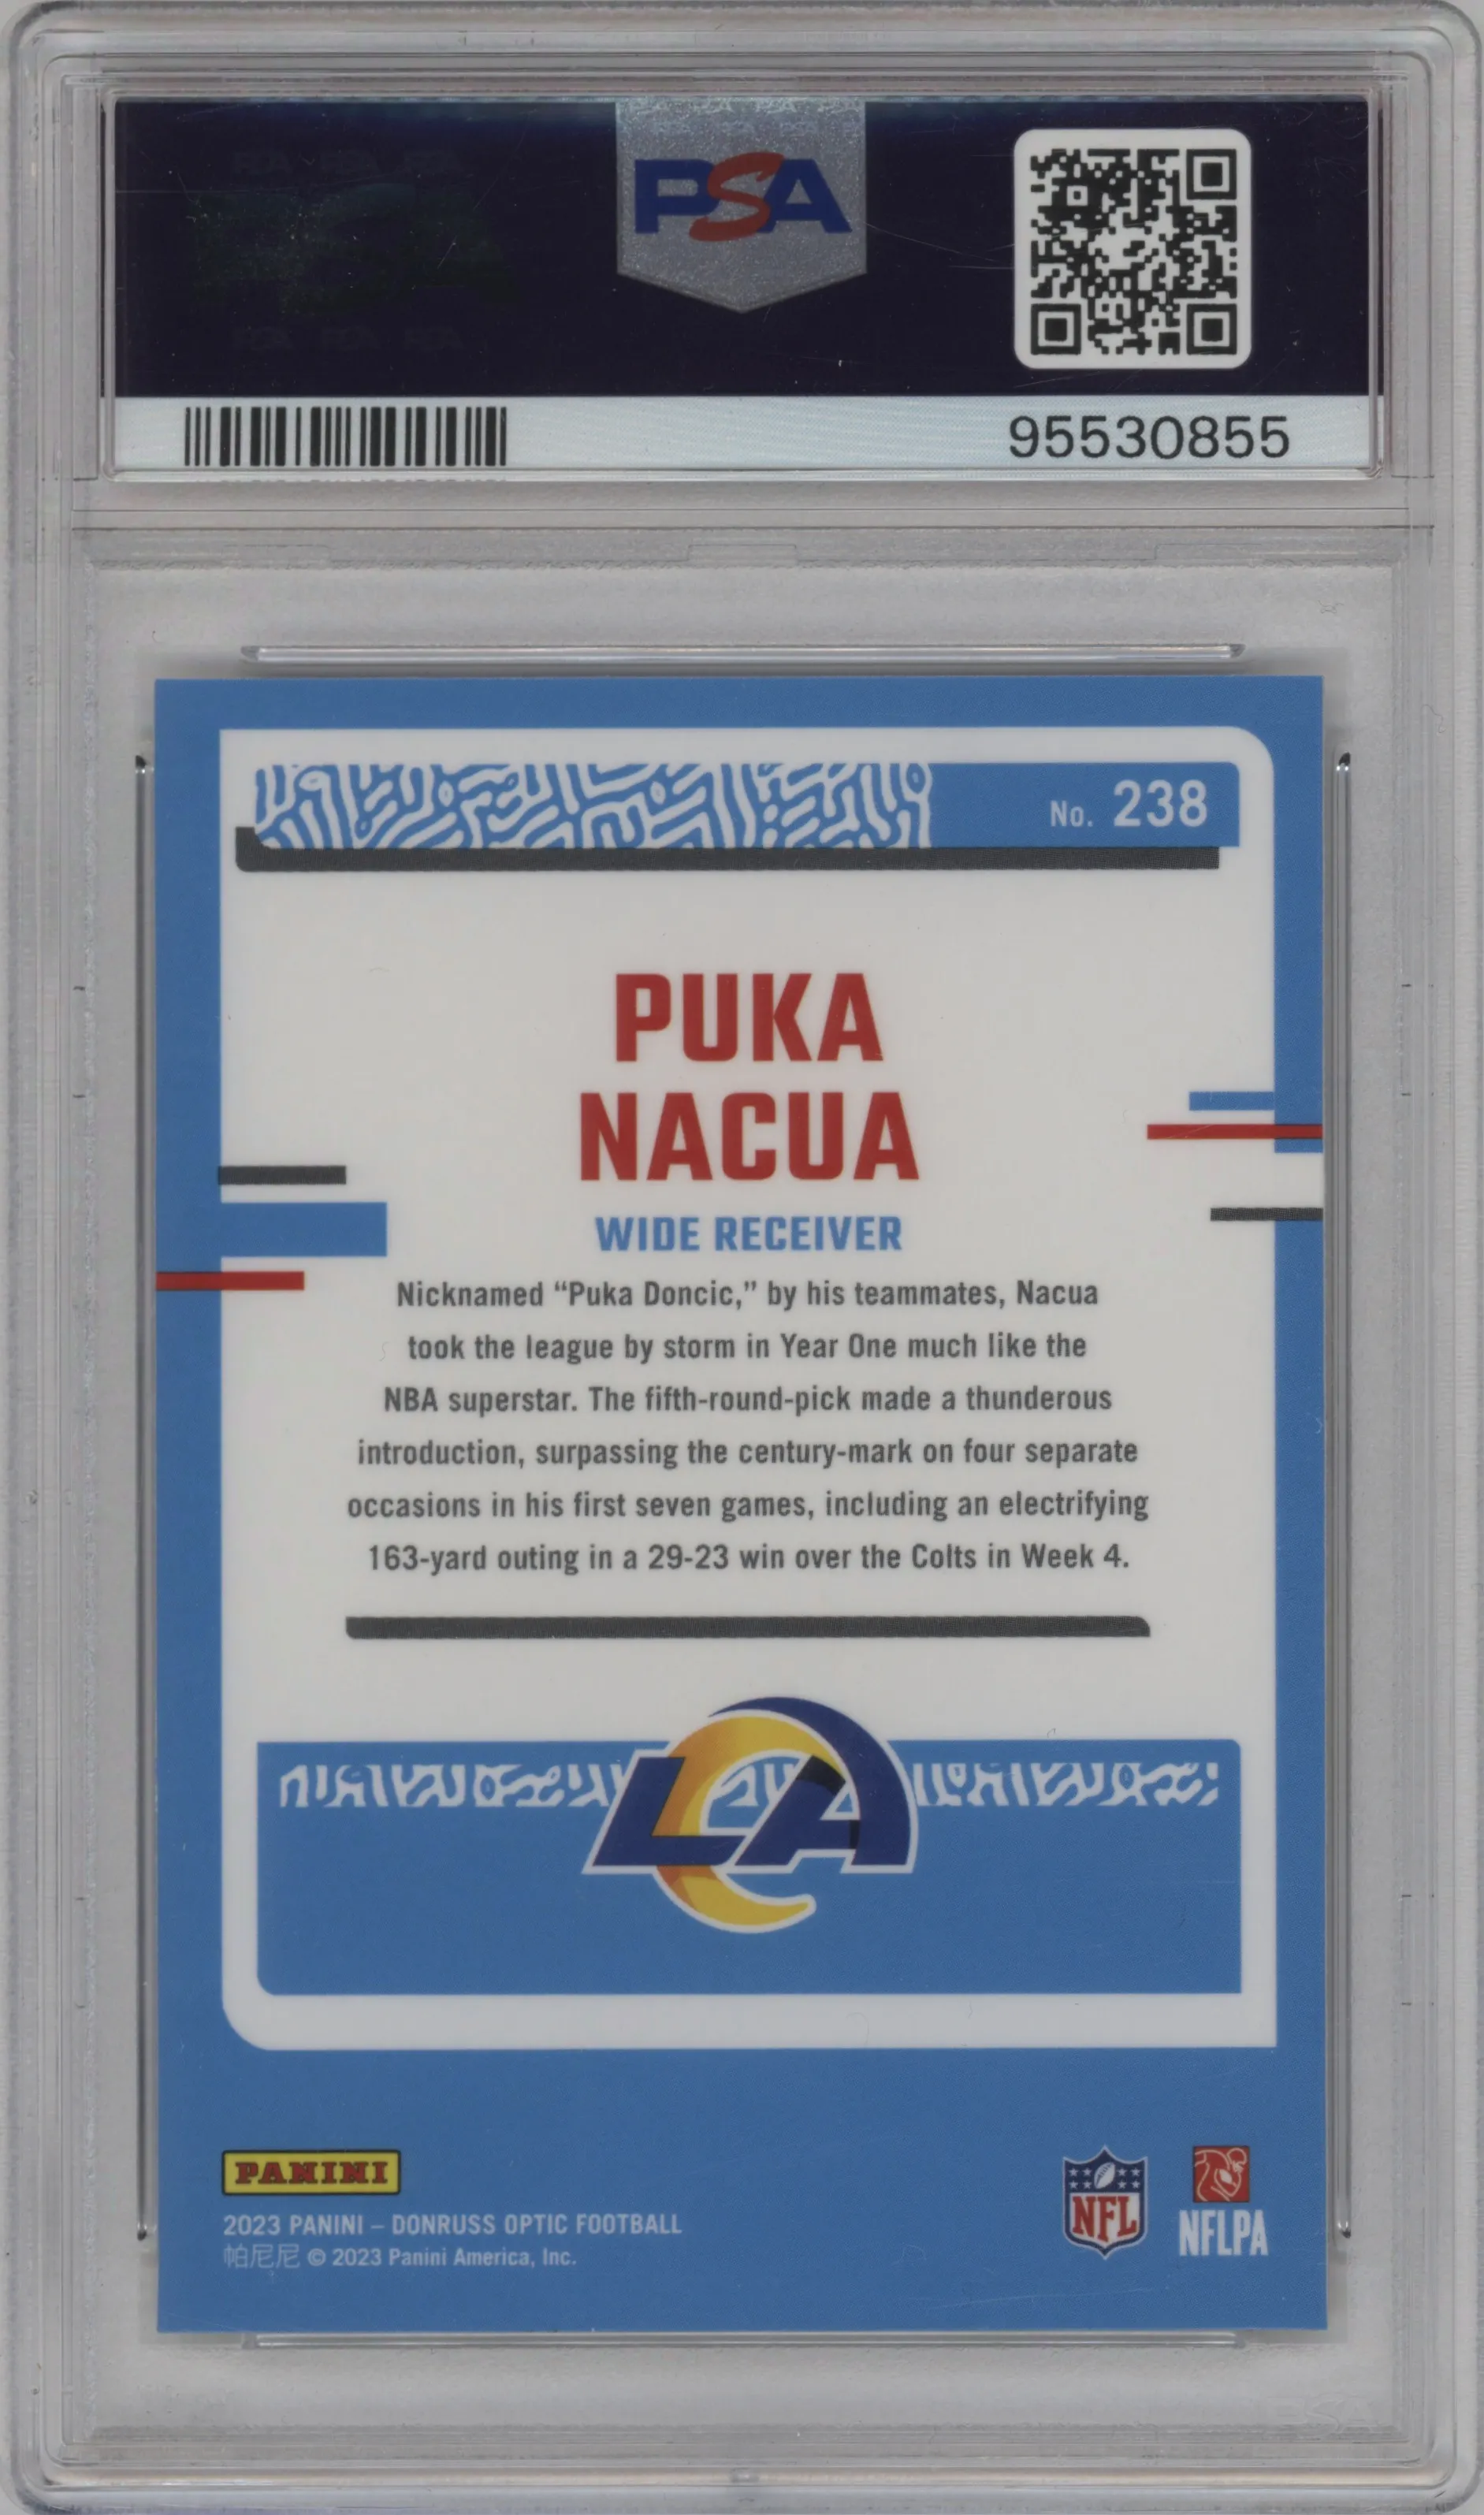 PSA
95530855
No. 238
PUKA
NACUA
WIDE RECEIVER
Nicknamed “Puka Doncic,” by his teammates, Nacua
took the league by storm in Year One much like the
NBA superstar. The fifth-round-pick made a thunderous
introduction, surpassing the century-mark on four separate
occasions in his first seven games, including an electrifying
163-yard outing in a 29-23 win over the Colts in Week 4.
LA
PANINI
2023 PANINI – DONRUSS OPTIC FOOTBALL
帕尼尼 © 2023 Panini America, Inc.
NFL
NFLPA